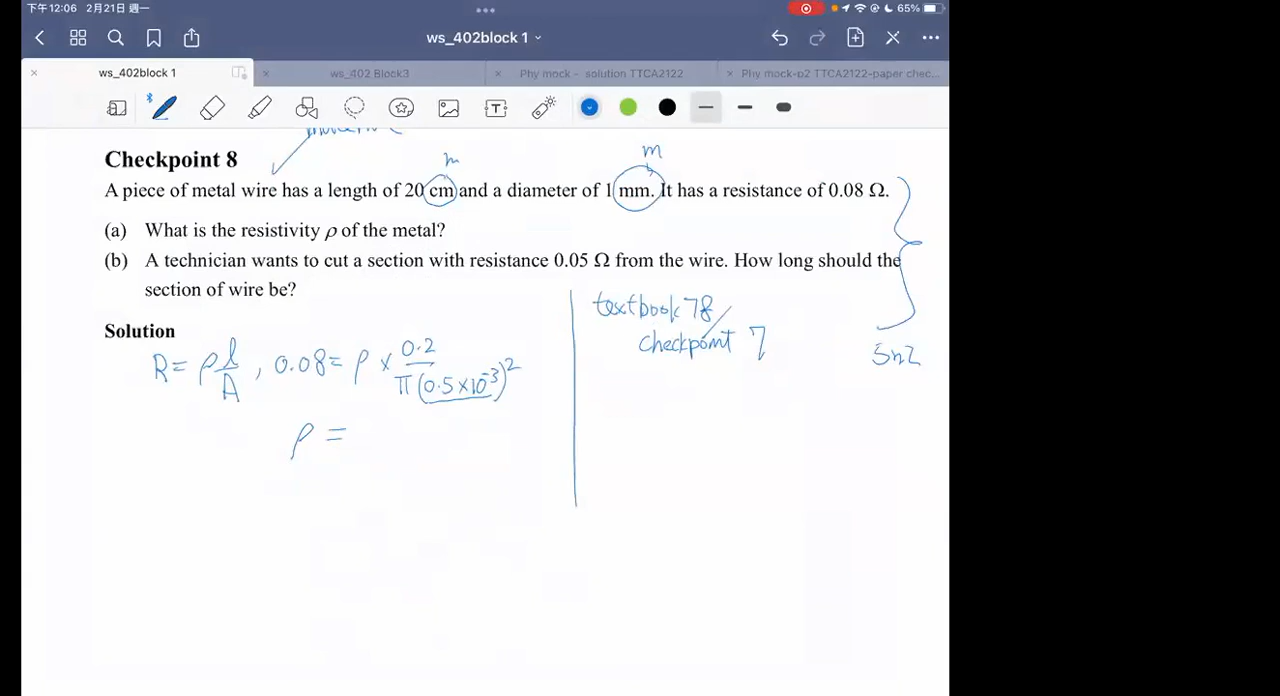 下午12:06 2月21日 週一
65%
ws_402block 1
ws_402block 1
ws_402 Block3
Phy mock - solution TTCA2122
Phy mock-p2 TTCA2122-paper chec...
Checkpoint 8
m
m
A piece of metal wire has a length of 20 cm and a diameter of 1 mm. It has a resistance of 0.08 Ω.
(a) What is the resistivity ρ of the metal?
(b) A technician wants to cut a section with resistance 0.05 Ω from the wire. How long should the
section of wire be?
textbook 78
checkpoint 7
Solution
R = ρ l/A , 0.08 = ρ × 0.2/π(0.5×10⁻³)²
ρ =